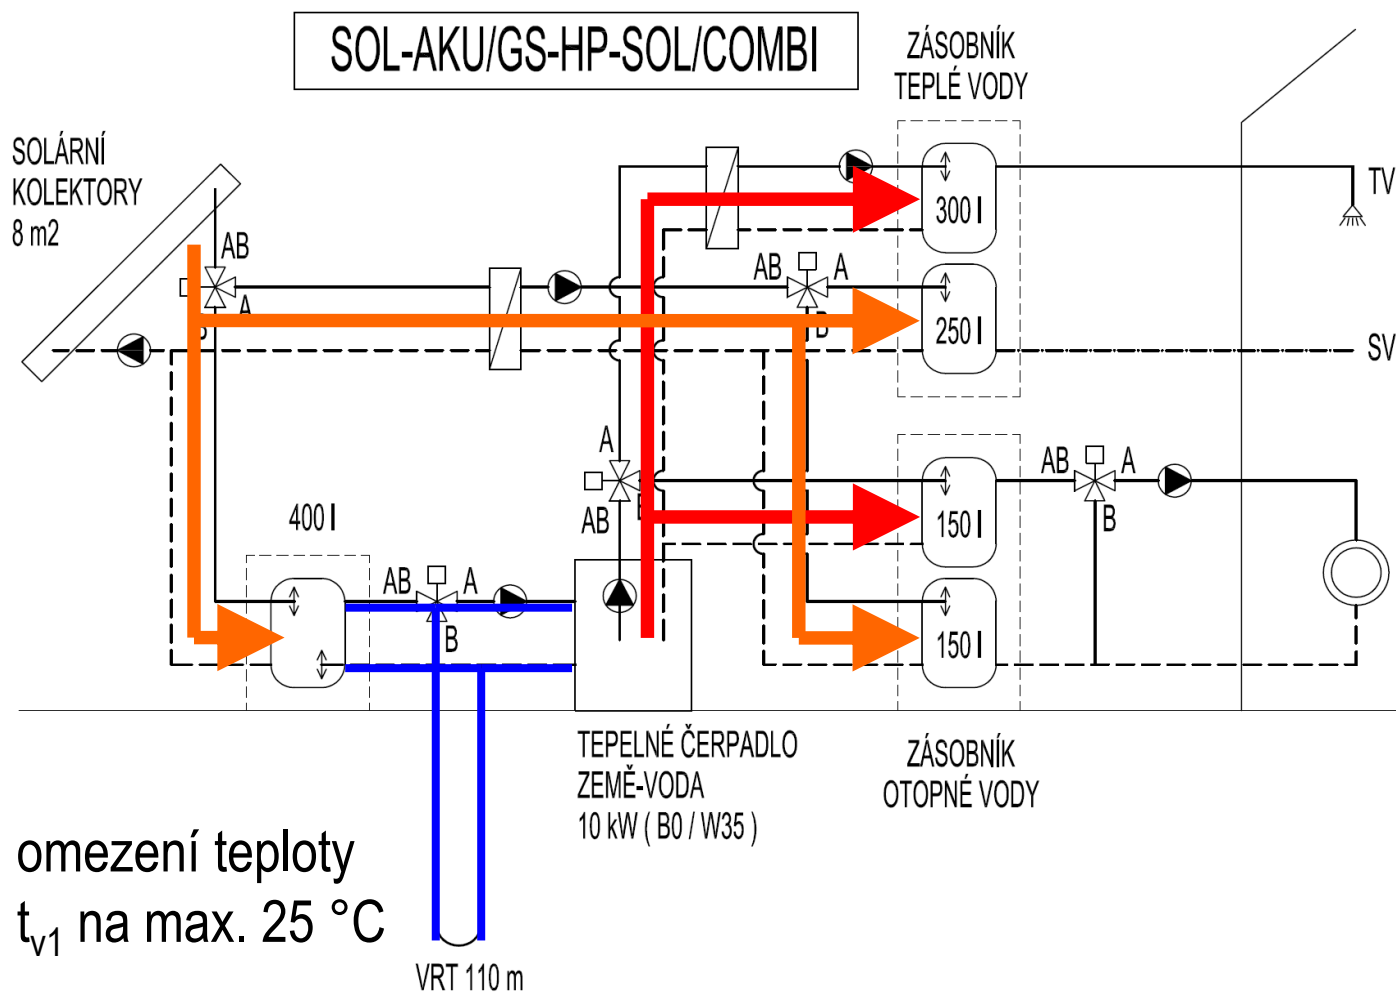 SOL-AKU/GS-HP-SOL/COMBI
ZÁSOBNÍK
TEPLÉ VODY
SOLÁRNÍ
KOLEKTORY
8 m2
TV
300 l
AB
A
B
AB
A
B
250 l
SV
A
AB
B
150 l
AB
A
B
400 l
AB
A
B
150 l
TEPELNÉ ČERPADLO
ZEMĚ-VODA
10 kW ( B0 / W35 )
ZÁSOBNÍK
OTOPNÉ VODY
omezení teploty
tv1 na max. 25 °C
VRT 110 m